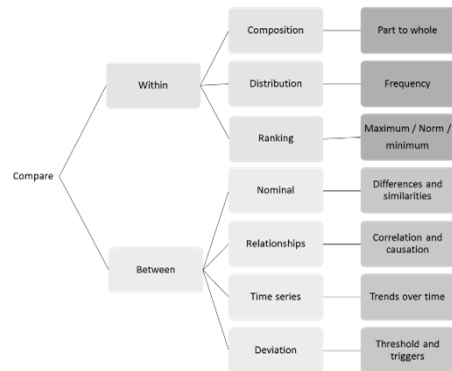 Composition
Part to whole
Within
Distribution
Frequency
Ranking
Maximum / Norm /
minimum
Compare
Nominal
Differences and
similarities
Relationships
Correlation and
causation
Between
Time series
Trends over time
Deviation
Threshold and
triggers